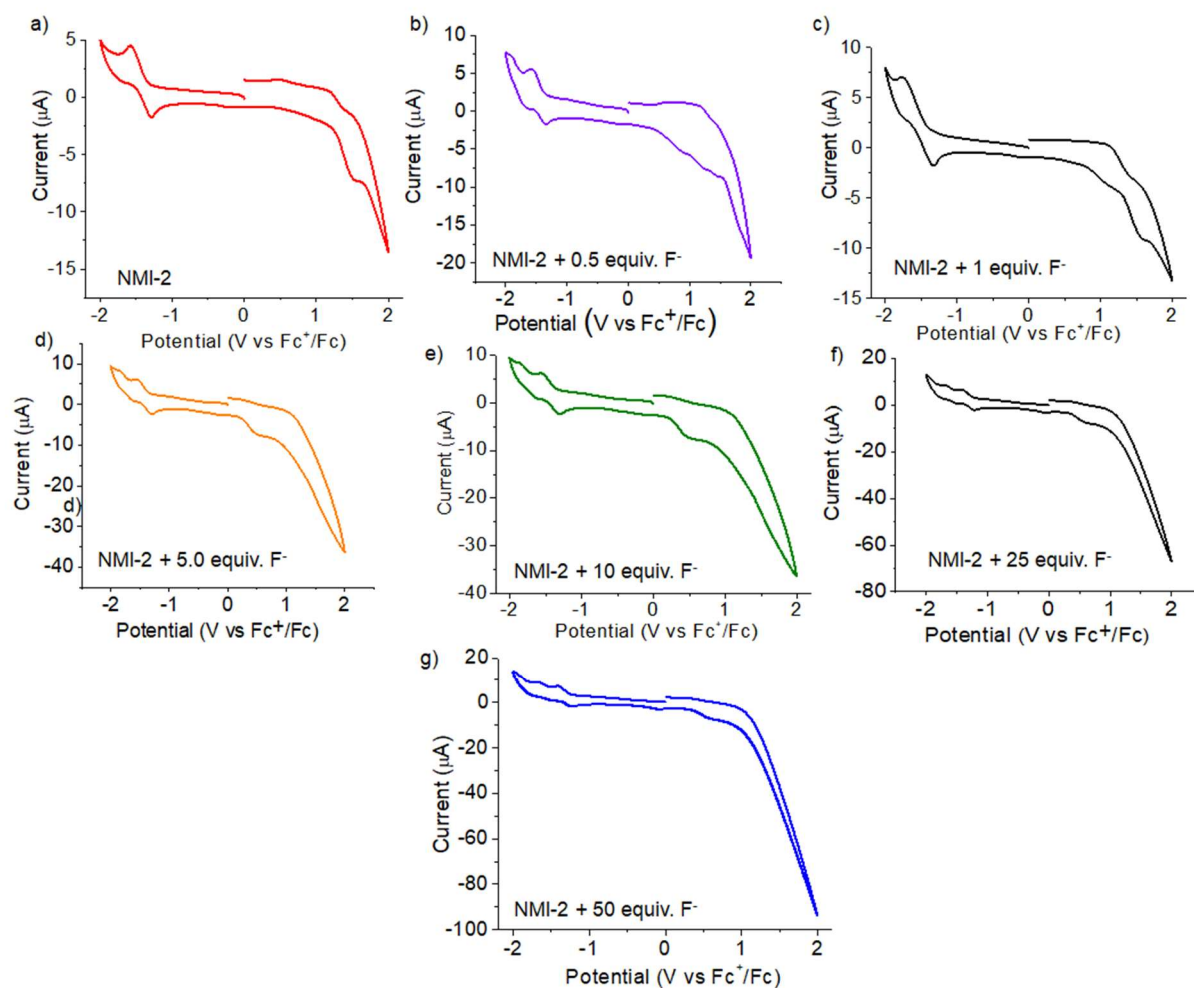 a)
5
0
-5
-10
-15
Current (μA)
NMI-2
-2 -1 0 1 2
Potential (V vs Fc⁺/Fc)
b)
10
5
0
-5
-10
-15
-20
Current (μA)
NMI-2 + 0.5 equiv. F⁻
-2 -1 0 1 2
Potential (V vs Fc⁺/Fc)
c)
10
5
0
-5
-10
-15
Current (μA)
NMI-2 + 1 equiv. F⁻
-2 -1 0 1 2
Potential (V vs Fc⁺/Fc)
d)
10
0
-10
-20
-30
-40
Current (μA)
d)
NMI-2 + 5.0 equiv. F⁻
-2 -1 0 1 2
Potential (V vs Fc+/Fc)
e)
10
0
-10
-20
-30
-40
Current (μA)
NMI-2 + 10 equiv. F⁻
-2 -1 0 1 2
Potential (V vs Fc⁺/Fc)
f)
20
0
-20
-40
-60
-80
Current (μA)
NMI-2 + 25 equiv. F⁻
-2 -1 0 1 2
Potential (V vs Fc+/Fc)
g)
20
0
-20
-40
-60
-80
-100
Current (μA)
NMI-2 + 50 equiv. F⁻
-2 -1 0 1 2
Potential (V vs Fc⁺/Fc)